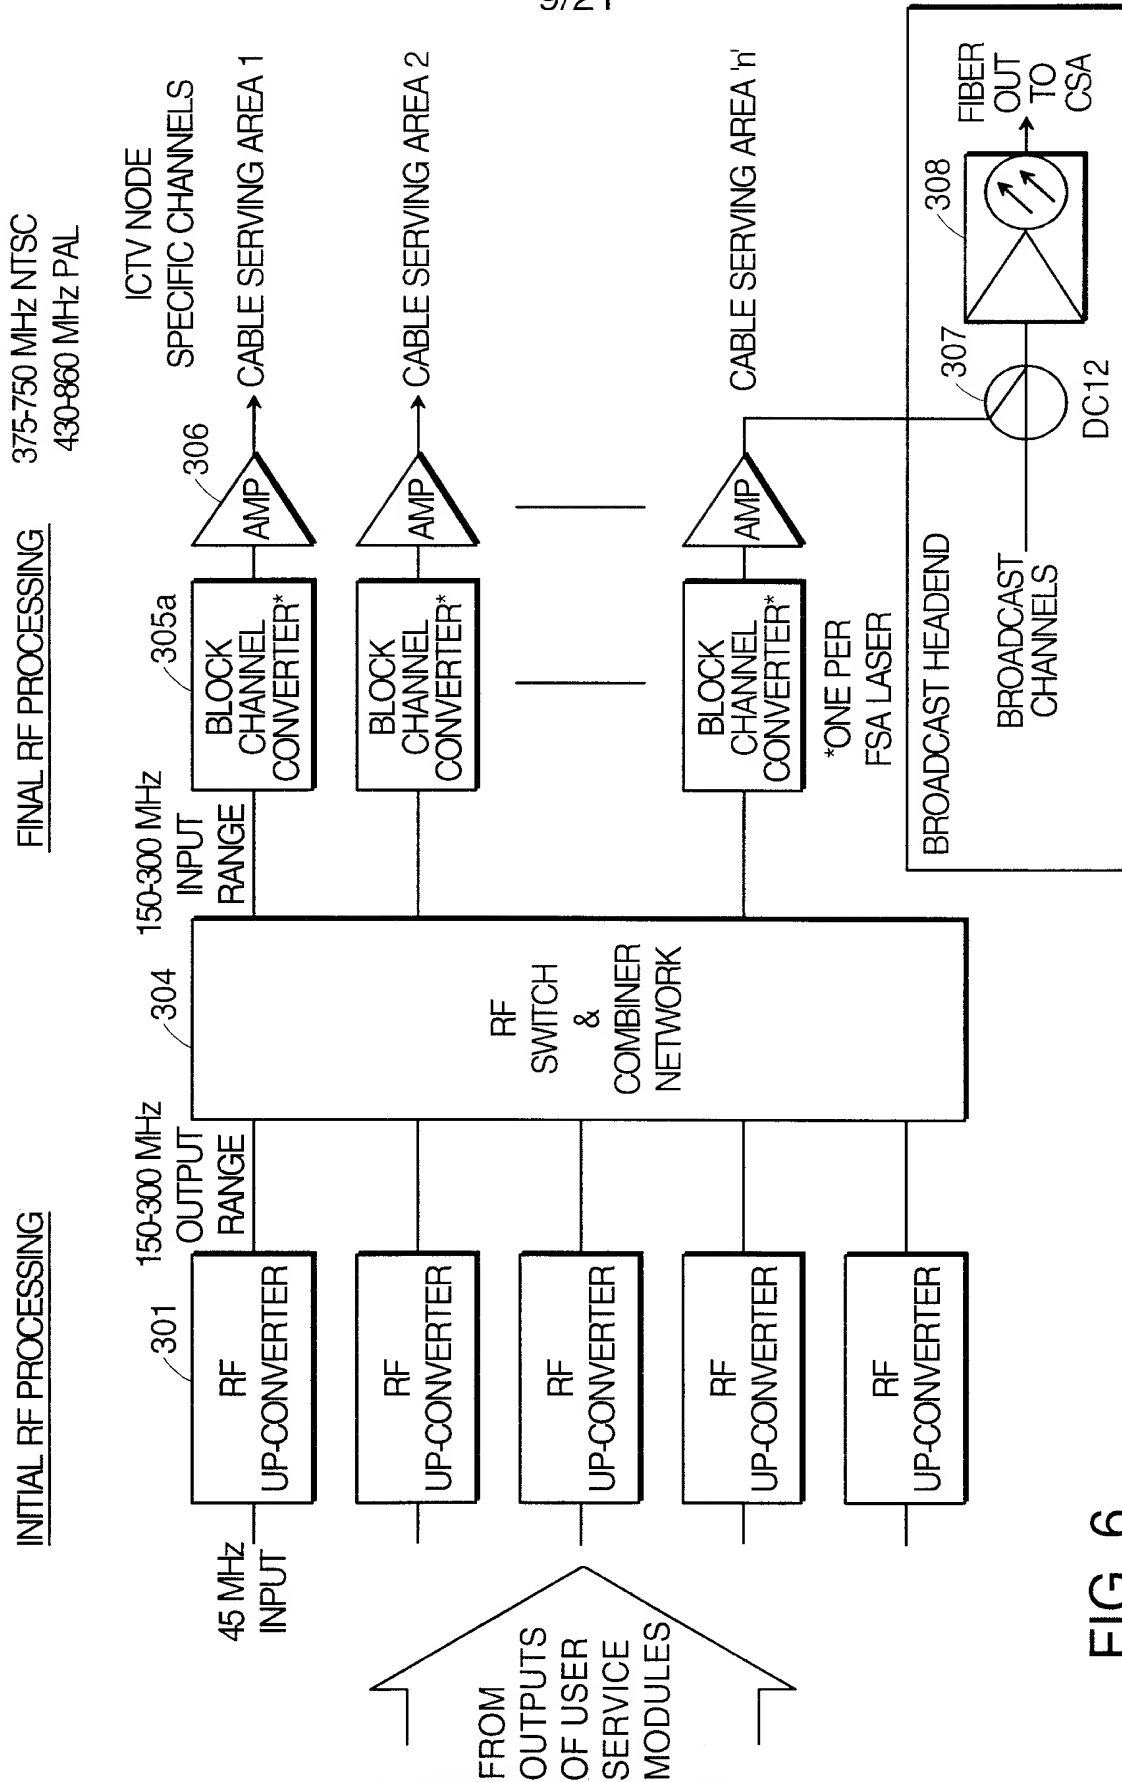 9/21
INITIAL RF PROCESSING
FINAL RF PROCESSING
375-750 MHz NTSC
430-860 MHz PAL
45 MHz
INPUT
301
150-300 MHz
OUTPUT
RANGE
304
150-300 MHz
INPUT
RANGE
305a
306
ICTV NODE
SPECIFIC CHANNELS
RF
UP-CONVERTER
BLOCK
CHANNEL
CONVERTER*
AMP
CABLE SERVING AREA 1
RF
UP-CONVERTER
BLOCK
CHANNEL
CONVERTER*
AMP
CABLE SERVING AREA 2
FROM
OUTPUTS
OF USER
SERVICE
MODULES
RF
UP-CONVERTER
RF
SWITCH
&
COMBINER
NETWORK
RF
UP-CONVERTER
BLOCK
CHANNEL
CONVERTER*
AMP
CABLE SERVING AREA 'n'
RF
UP-CONVERTER
*ONE PER
FSA LASER
BROADCAST HEADEND
BROADCAST
CHANNELS
307
DC12
308
FIBER
OUT
TO
CSA
FIG. 6